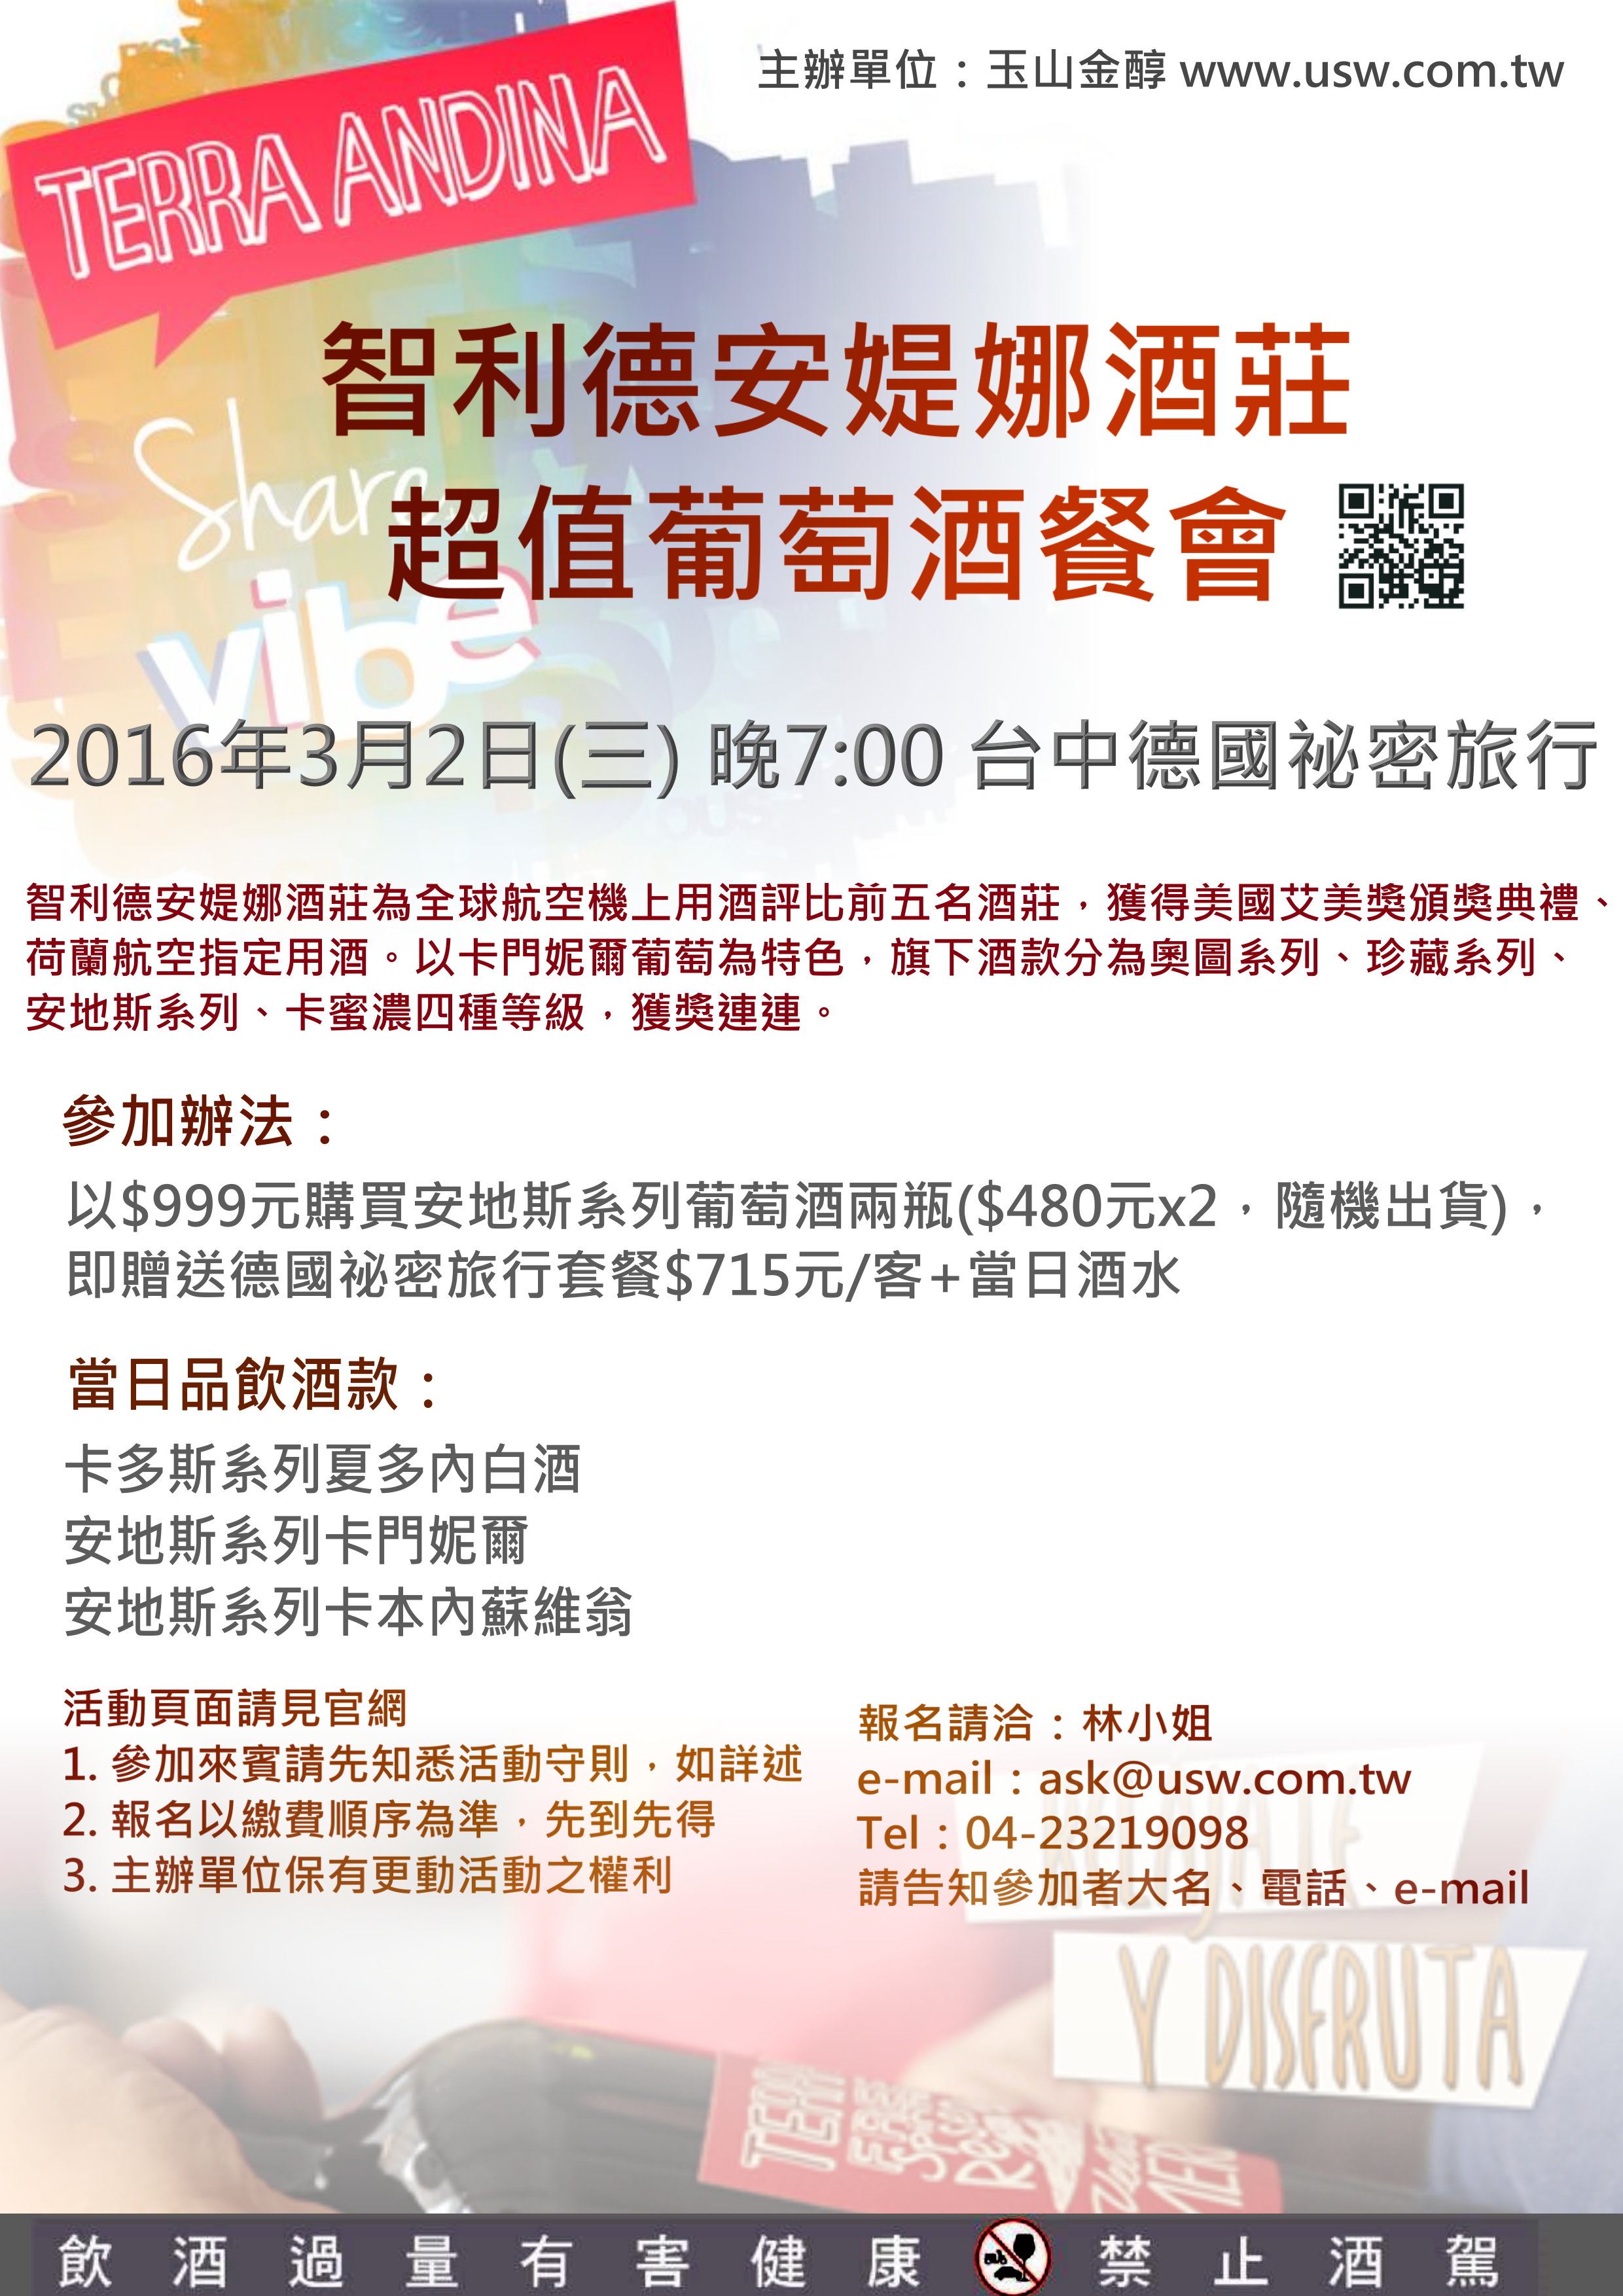 主辦單位：玉山金醇 www.usw.com.tw
TERRA ANDINA
智利德安媞娜酒莊
Share
超值葡萄酒餐會
vibe
2016年3月2日(三) 晚7:00 台中德國祕密旅行
智利德安媞娜酒莊為全球航空機上用酒評比前五名酒莊，獲得美國艾美獎頒獎典禮、
荷蘭航空指定用酒。以卡門妮爾葡萄為特色，旗下酒款分為奧圖系列、珍藏系列、
安地斯系列、卡蜜濃四種等級，獲獎連連。
參加辦法：
以$999元購買安地斯系列葡萄酒兩瓶($480元x2，隨機出貨)，
即贈送德國祕密旅行套餐$715元/客+當日酒水
當日品飲酒款：
卡多斯系列夏多內白酒
安地斯系列卡門妮爾
安地斯系列卡本內蘇維翁
活動頁面請見官網
1. 參加來賓請先知悉活動守則，如詳述
2. 報名以繳費順序為準，先到先得
3. 主辦單位保有更動活動之權利
報名請洽：林小姐
e-mail：ask@usw.com.tw
Tel：04-23219098
請告知參加者大名、電話、e-mail
Y DISFRUTA
TERRA
飲酒過量有害健康 禁止酒駕